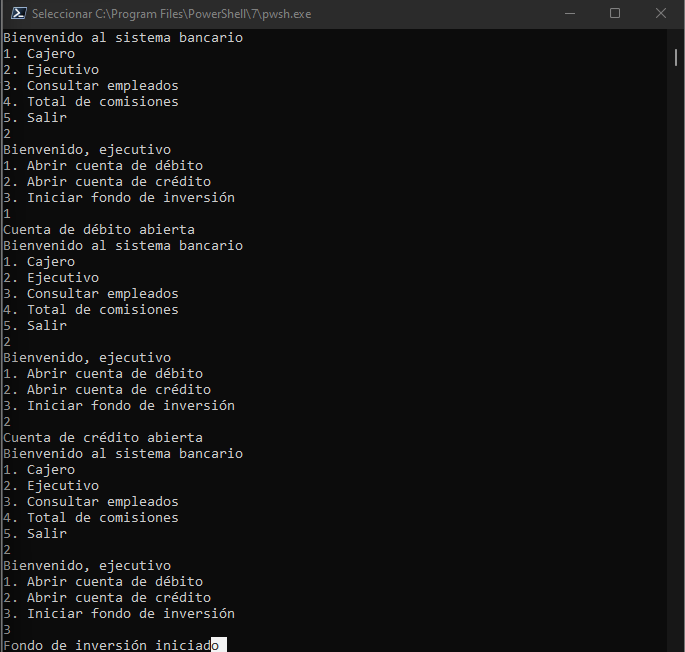 Seleccionar C:\Program Files\PowerShell\7\pwsh.exe
Bienvenido al sistema bancario
1. Cajero
2. Ejecutivo
3. Consultar empleados
4. Total de comisiones
5. Salir
2
Bienvenido, ejecutivo
1. Abrir cuenta de débito
2. Abrir cuenta de crédito
3. Iniciar fondo de inversión
1
Cuenta de débito abierta
Bienvenido al sistema bancario
1. Cajero
2. Ejecutivo
3. Consultar empleados
4. Total de comisiones
5. Salir
2
Bienvenido, ejecutivo
1. Abrir cuenta de débito
2. Abrir cuenta de crédito
3. Iniciar fondo de inversión
2
Cuenta de crédito abierta
Bienvenido al sistema bancario
1. Cajero
2. Ejecutivo
3. Consultar empleados
4. Total de comisiones
5. Salir
2
Bienvenido, ejecutivo
1. Abrir cuenta de débito
2. Abrir cuenta de crédito
3. Iniciar fondo de inversión
3
Fondo de inversión iniciado